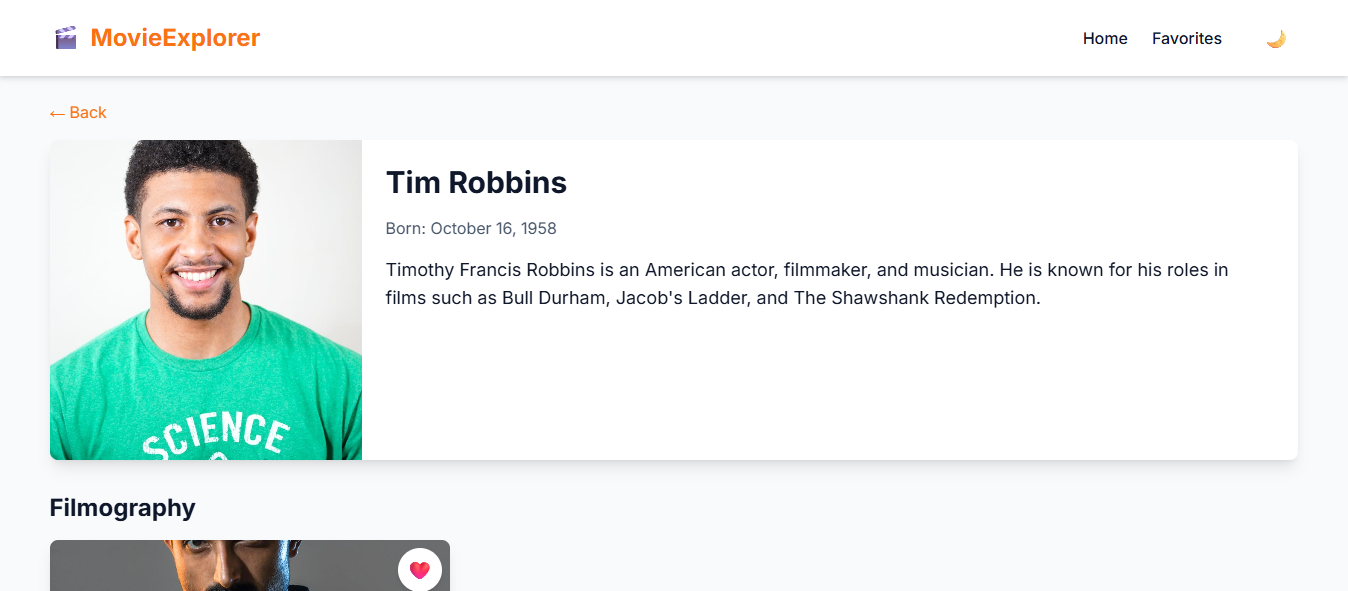 MovieExplorer
Home
Favorites
← Back
Tim Robbins
Born: October 16, 1958
Timothy Francis Robbins is an American actor, filmmaker, and musician. He is known for his roles in
films such as Bull Durham, Jacob's Ladder, and The Shawshank Redemption.
SCIENCE
Filmography